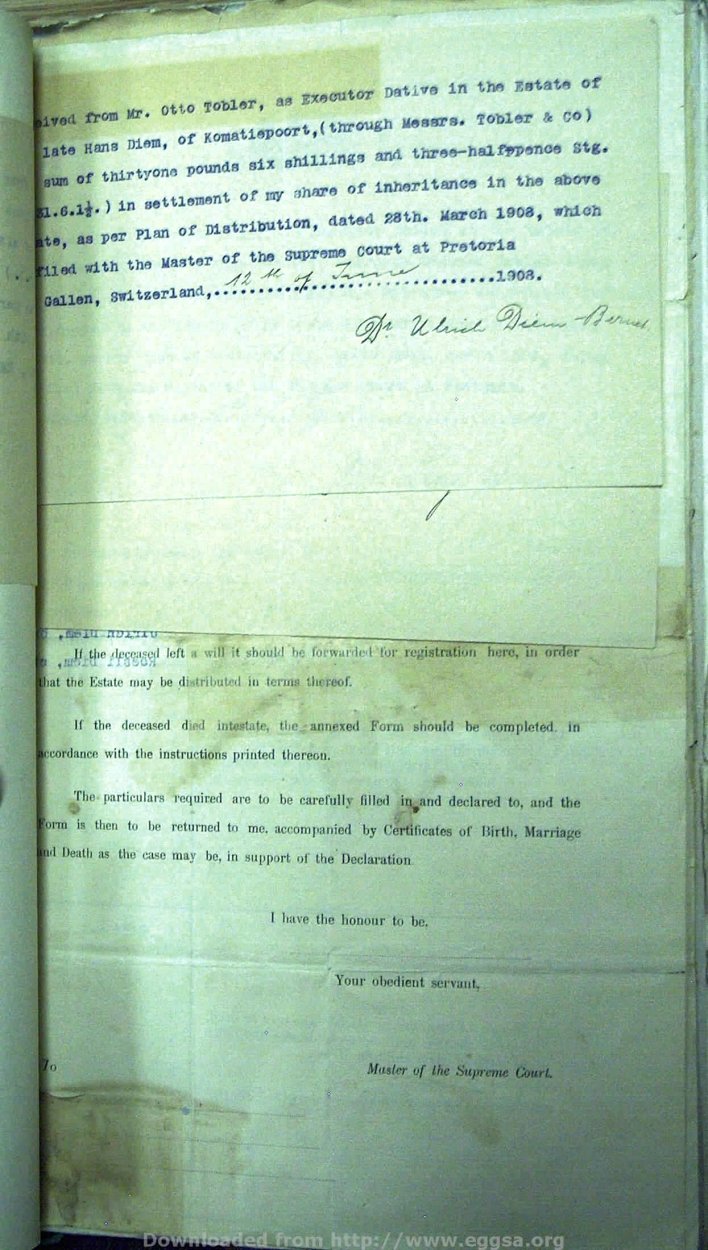 eived from Mr. Otto Tobler, as Executor Dative in the Estate of
late Hans Diem, of Komatiepoort,(through Messrs. Tobler & Co)
sum of thirtyone pounds six shillings and three-halfppence Stg.
31.6.1½.) in settlement of my share of inheritance in the above
ate, as per Plan of Distribution, dated 28th. March 1908, which
filed with the Master of the Supreme Court at Pretoria
Gallen, Switzerland, 12th of June 1908.
Dr Ulrich Diem-Bernet
If the deceased left a will it should be forwarded for registration here, in order
that the Estate may be distributed in terms thereof.
If the deceased died intestate, the annexed Form should be completed, in
accordance with the instructions printed thereon.
The particulars required are to be carefully filled in and declared to, and the
Form is then to be returned to me, accompanied by Certificates of Birth, Marriage
and Death as the case may be, in support of the Declaration.
I have the honour to be,
Your obedient servant,
To
Master of the Supreme Court.
Downloaded from http://www.eggsa.org